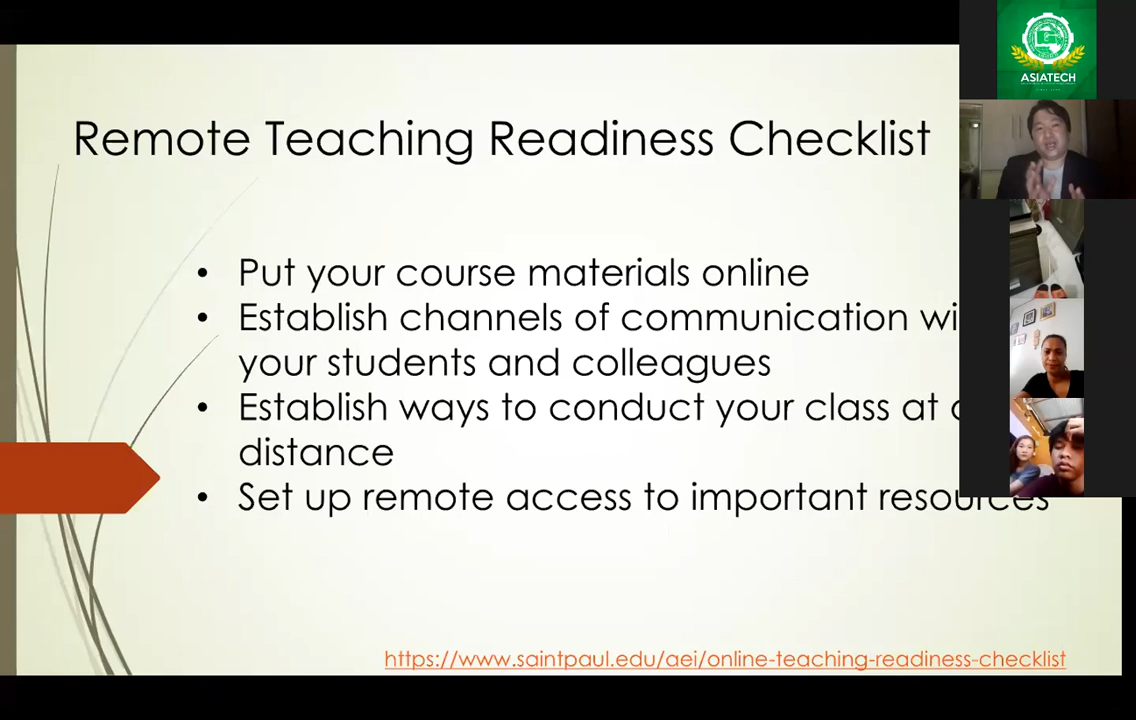 Remote Teaching Readiness Checklist
• Put your course materials online
• Establish channels of communication
your students and colleagues
• Establish ways to conduct your class at
distance
• Set up remote access to important resources
https://www.saintpaul.edu/aei/online-teaching-readiness-checklist
ASIATECH